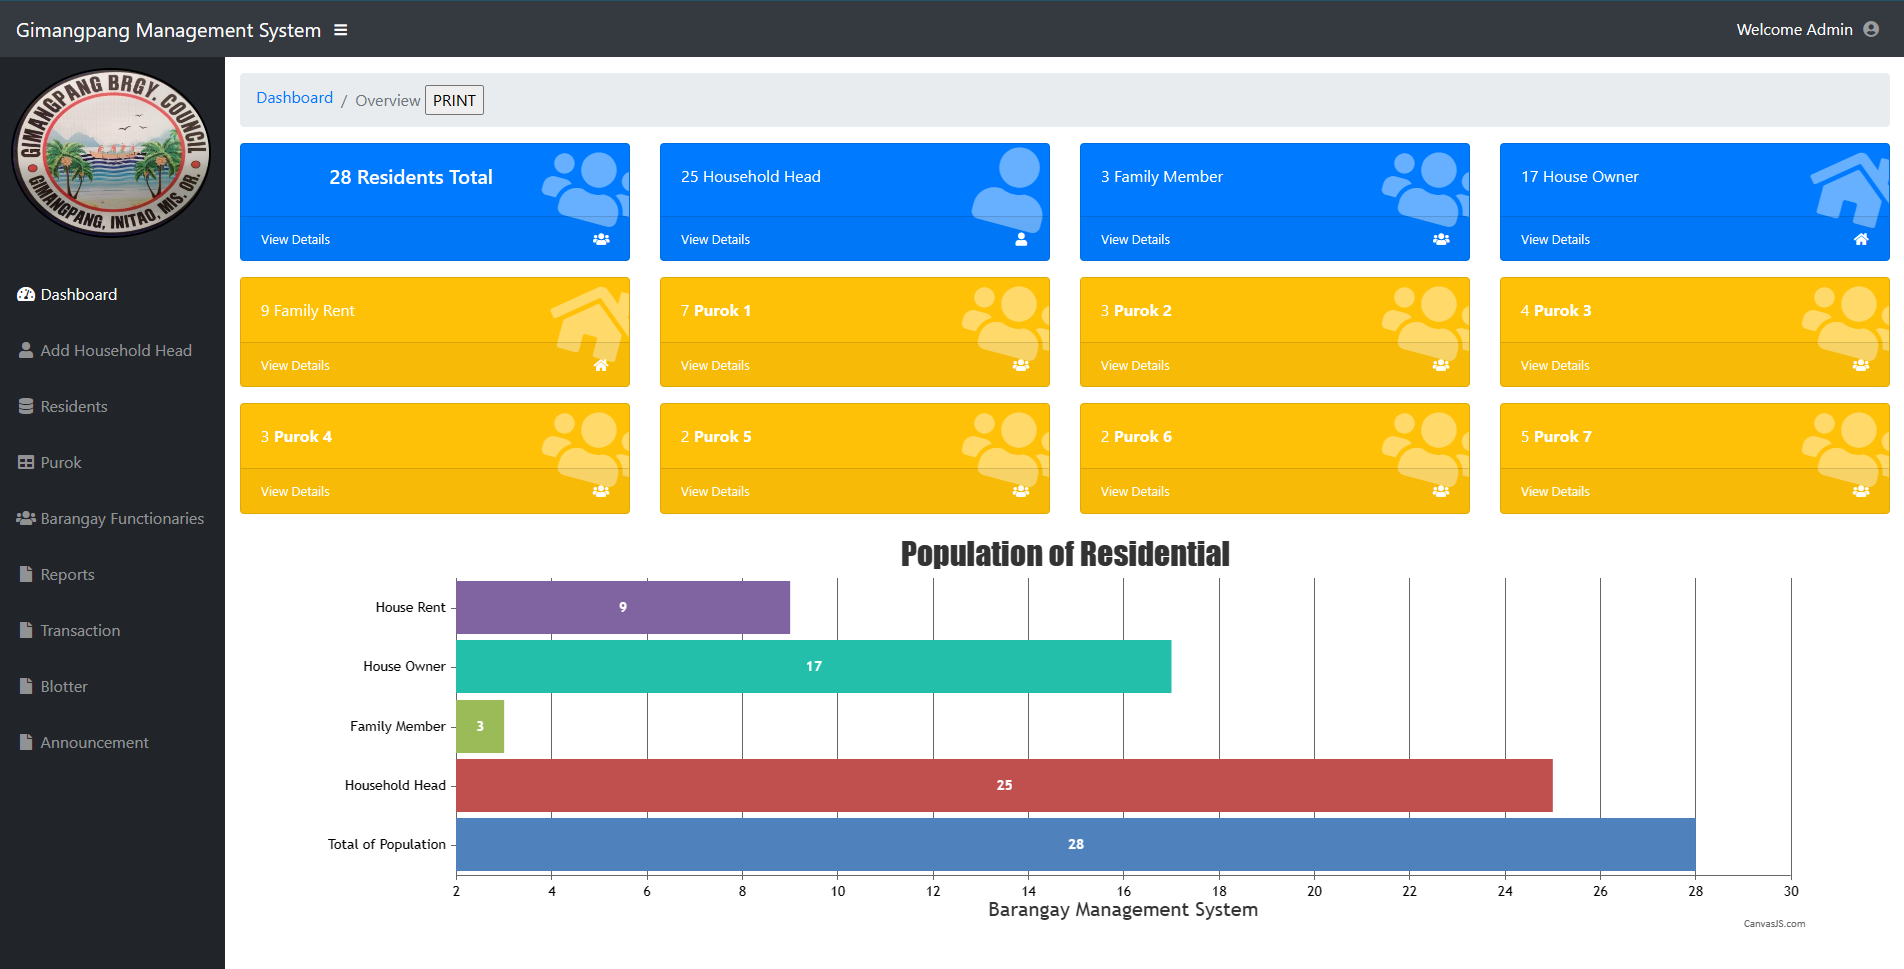 Gimangpang Management System
Welcome Admin
GIMANGPANG BRGY. COUNCIL
GIMANGPANG, INITAO, MIS. OR.
Dashboard
Add Household Head
Residents
Purok
Barangay Functionaries
Reports
Transaction
Blotter
Announcement
Dashboard / Overview PRINT
28 Residents Total
View Details
25 Household Head
View Details
3 Family Member
View Details
17 House Owner
View Details
9 Family Rent
View Details
7 Purok 1
View Details
3 Purok 2
View Details
4 Purok 3
View Details
3 Purok 4
View Details
2 Purok 5
View Details
2 Purok 6
View Details
5 Purok 7
View Details
Population of Residential
House Rent 9
House Owner 17
Family Member 3
Household Head 25
Total of Population 28
2 4 6 8 10 12 14 16 18 20 22 24 26 28 30
Barangay Management System
CanvasJS.com